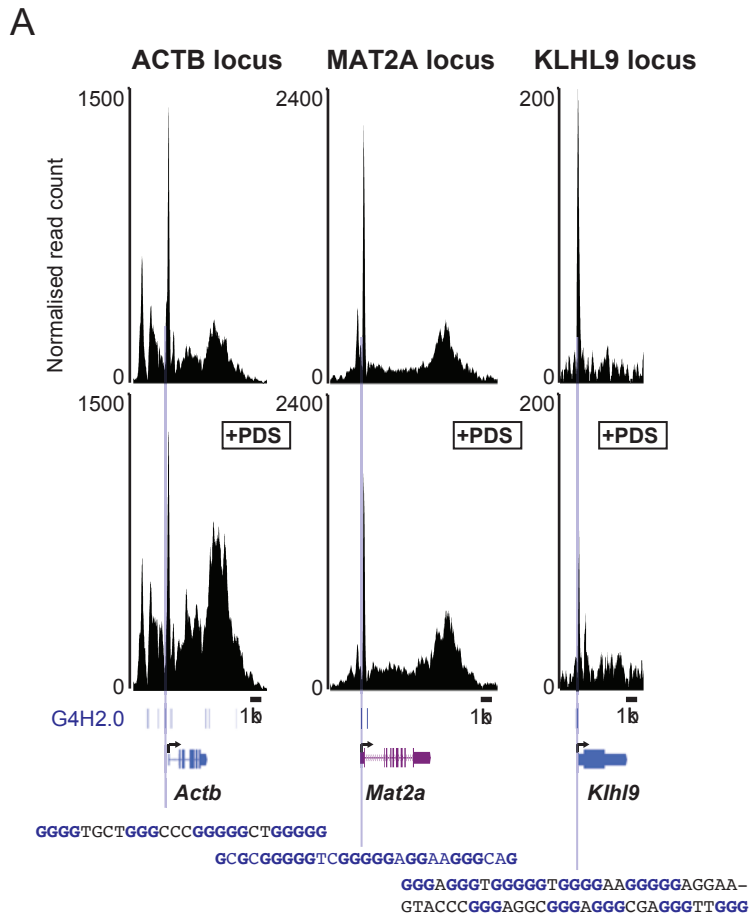 A
ACTB locus
MAT2A locus
KLHL9 locus
Normalised read count
1500
2400
200
0
0
0
1500
2400
200
+PDS
+PDS
+PDS
0
0
0
G4H2.0
1kb
1kb
1kb
Actb
Mat2a
Klhl9
GGGGTGCTGGGCCCGGGGGCTGGGGG
GCGCGGGGGTCGGGGGAGGAAGGGCAG
GGGAGGGTGGGGGTGGGGAAGGGGGAGGAA-
GTACCCGGGAGGCGGGAGGGCGAGGGTTGGG